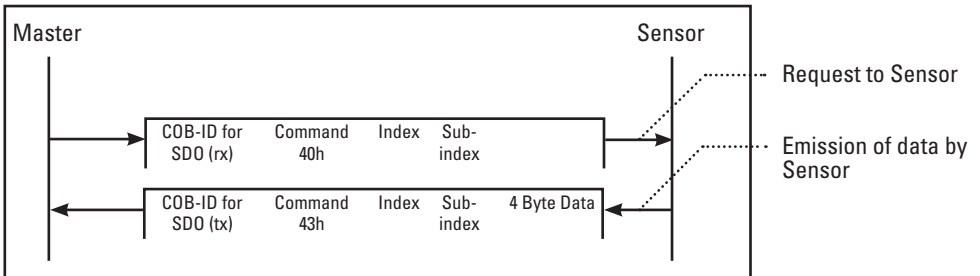 Master Sensor
Request to Sensor
COB-ID for Command Index Sub-
SDO (rx) 40h index
Emission of data by
Sensor
COB-ID for Command Index Sub- 4 Byte Data
SDO (tx) 43h index